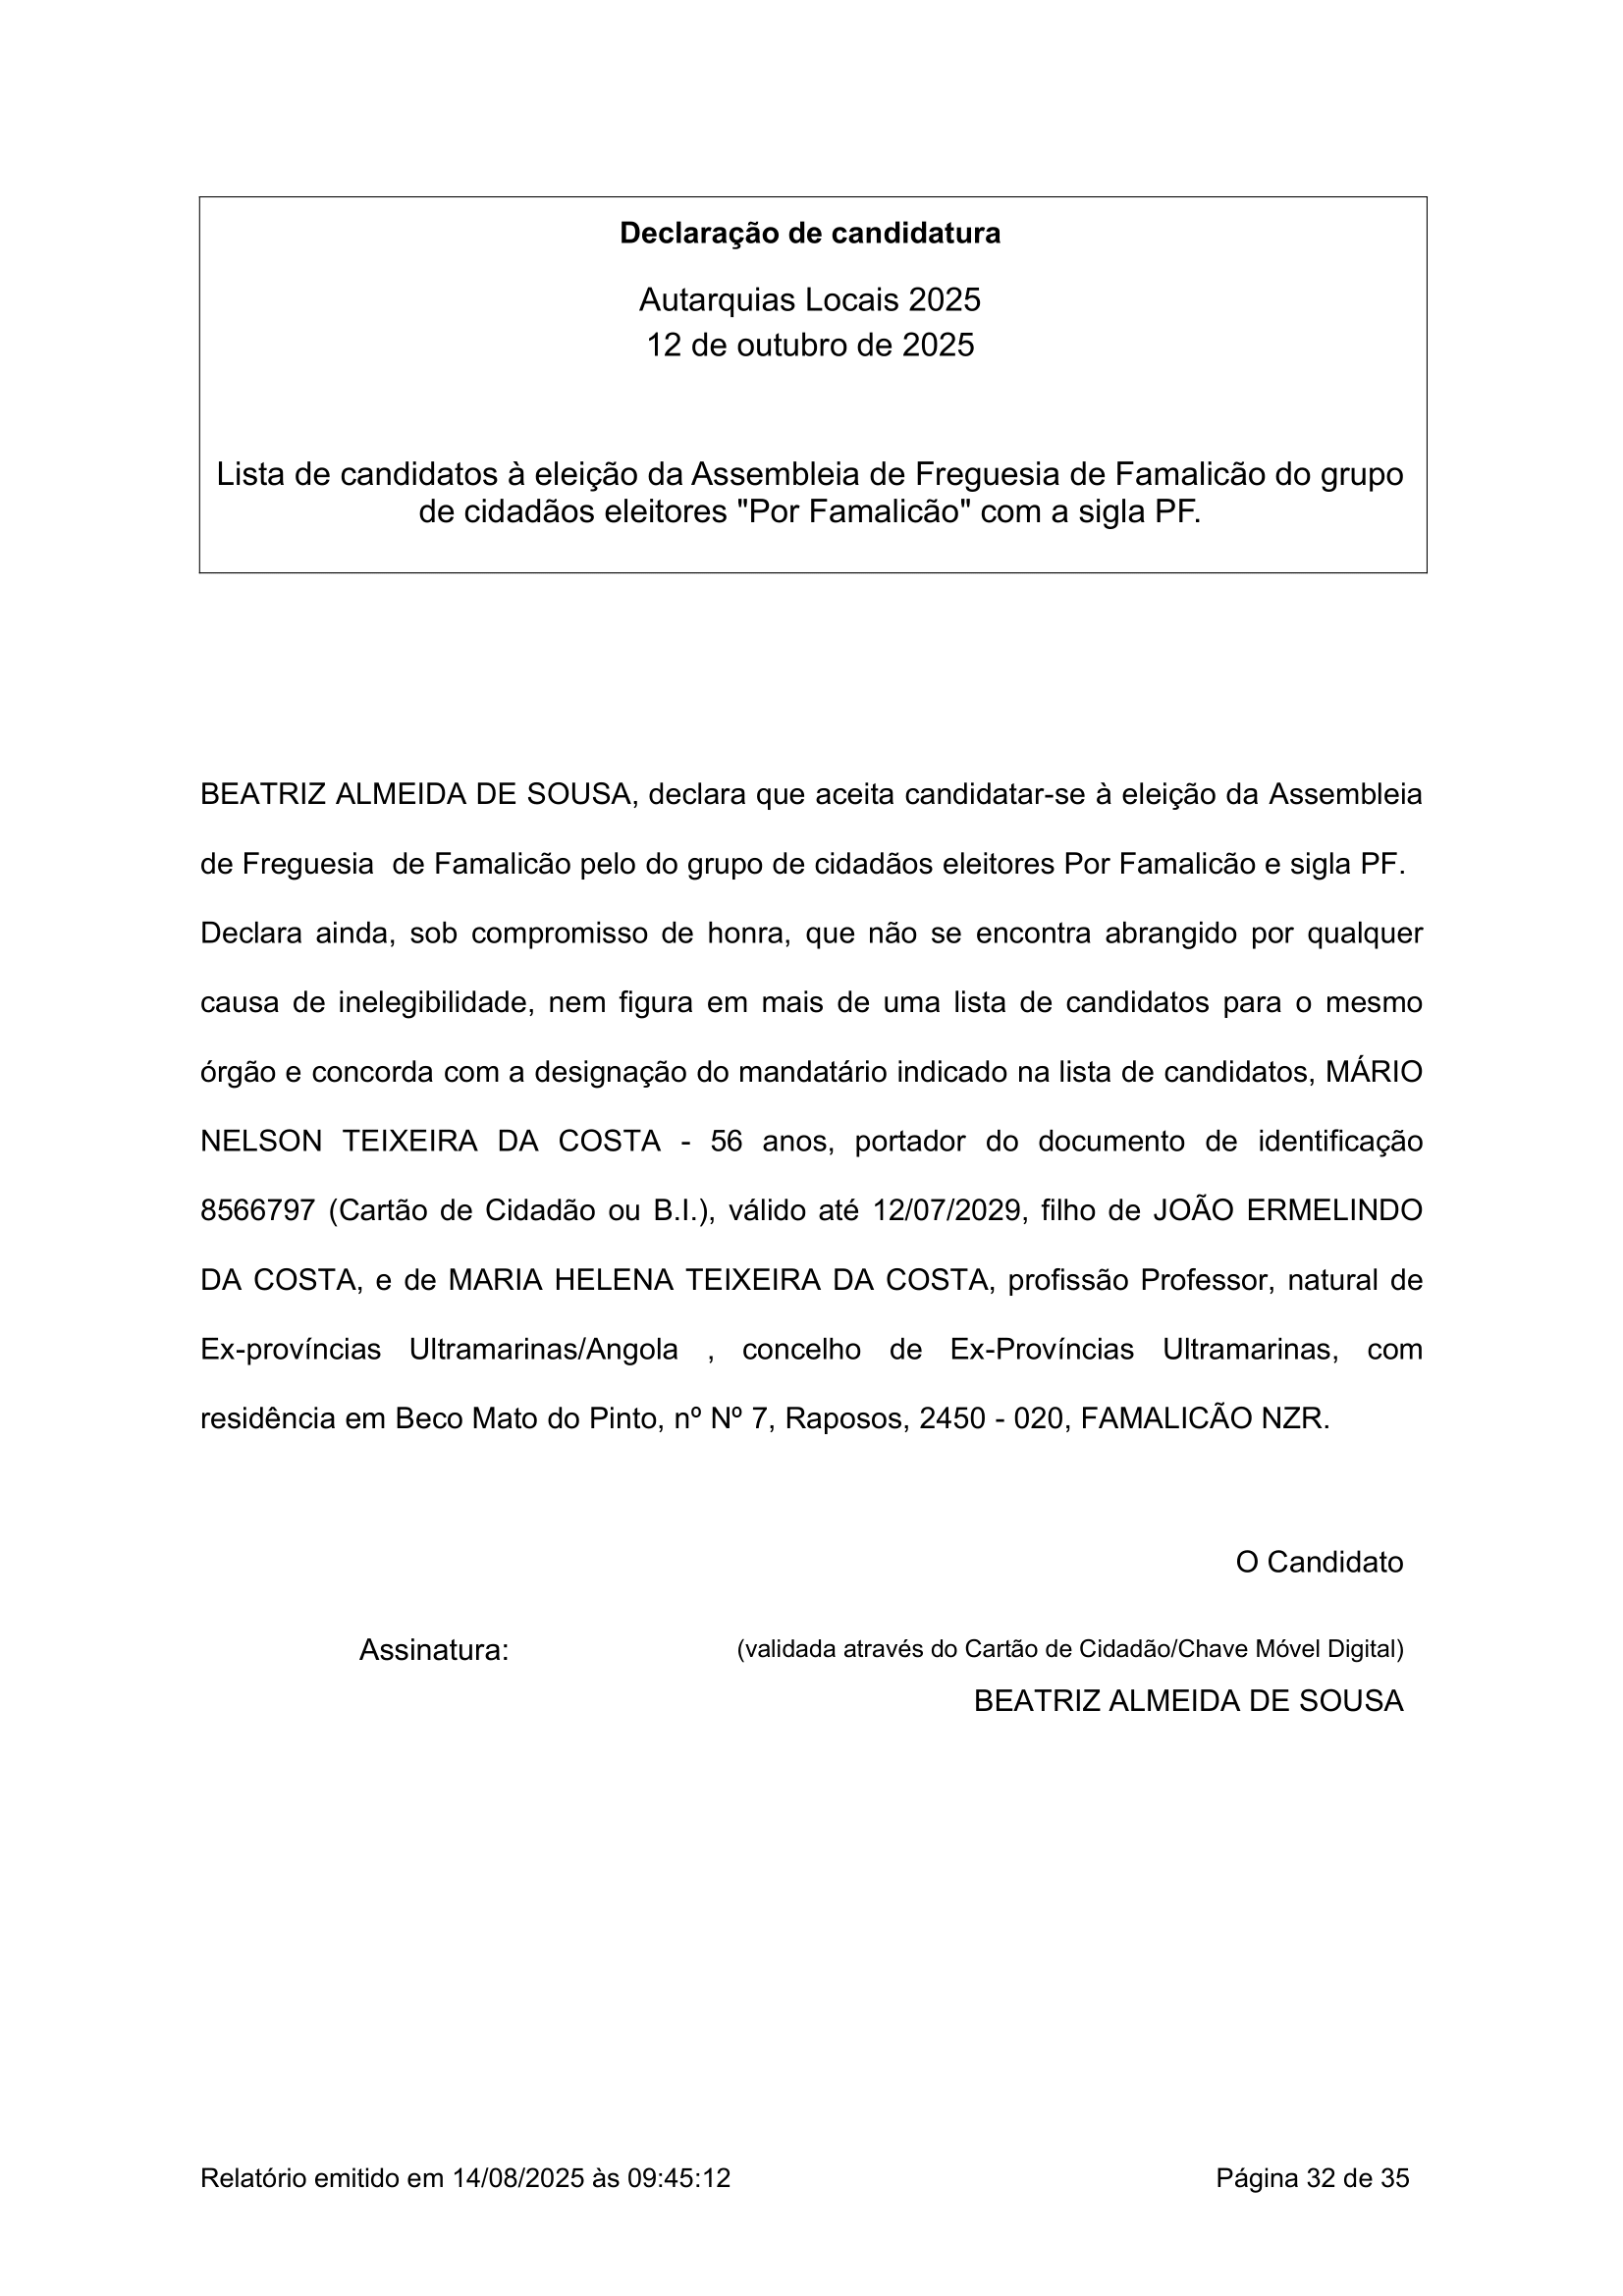 Declaração de candidatura
Autarquias Locais 2025
12 de outubro de 2025
Lista de candidatos à eleição da Assembleia de Freguesia de Famalicão do grupo
de cidadãos eleitores "Por Famalicão" com a sigla PF.
BEATRIZ ALMEIDA DE SOUSA, declara que aceita candidatar-se à eleição da Assembleia
de Freguesia  de Famalicão pelo do grupo de cidadãos eleitores Por Famalicão e sigla PF.
Declara ainda, sob compromisso de honra, que não se encontra abrangido por qualquer
causa de inelegibilidade, nem figura em mais de uma lista de candidatos para o mesmo
órgão e concorda com a designação do mandatário indicado na lista de candidatos, MÁRIO
NELSON TEIXEIRA DA COSTA - 56 anos, portador do documento de identificação
8566797 (Cartão de Cidadão ou B.I.), válido até 12/07/2029, filho de JOÃO ERMELINDO
DA COSTA, e de MARIA HELENA TEIXEIRA DA COSTA, profissão Professor, natural de
Ex-províncias Ultramarinas/Angola , concelho de Ex-Províncias Ultramarinas, com
residência em Beco Mato do Pinto, nº Nº 7, Raposos, 2450 - 020, FAMALICÃO NZR.
O Candidato
Assinatura: (validada através do Cartão de Cidadão/Chave Móvel Digital)
BEATRIZ ALMEIDA DE SOUSA
Relatório emitido em 14/08/2025 às 09:45:12 Página 32 de 35